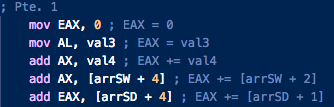 ; Pte. 1
mov EAX, 0 ; EAX = 0
mov AL, val3 ; EAX = val3
add AX, val4 ; EAX += val4
add AX, [arrSW + 4] ; EAX += [arrSW + 2]
add EAX, [arrSD + 4] ; EAX += [arrSD + 1]